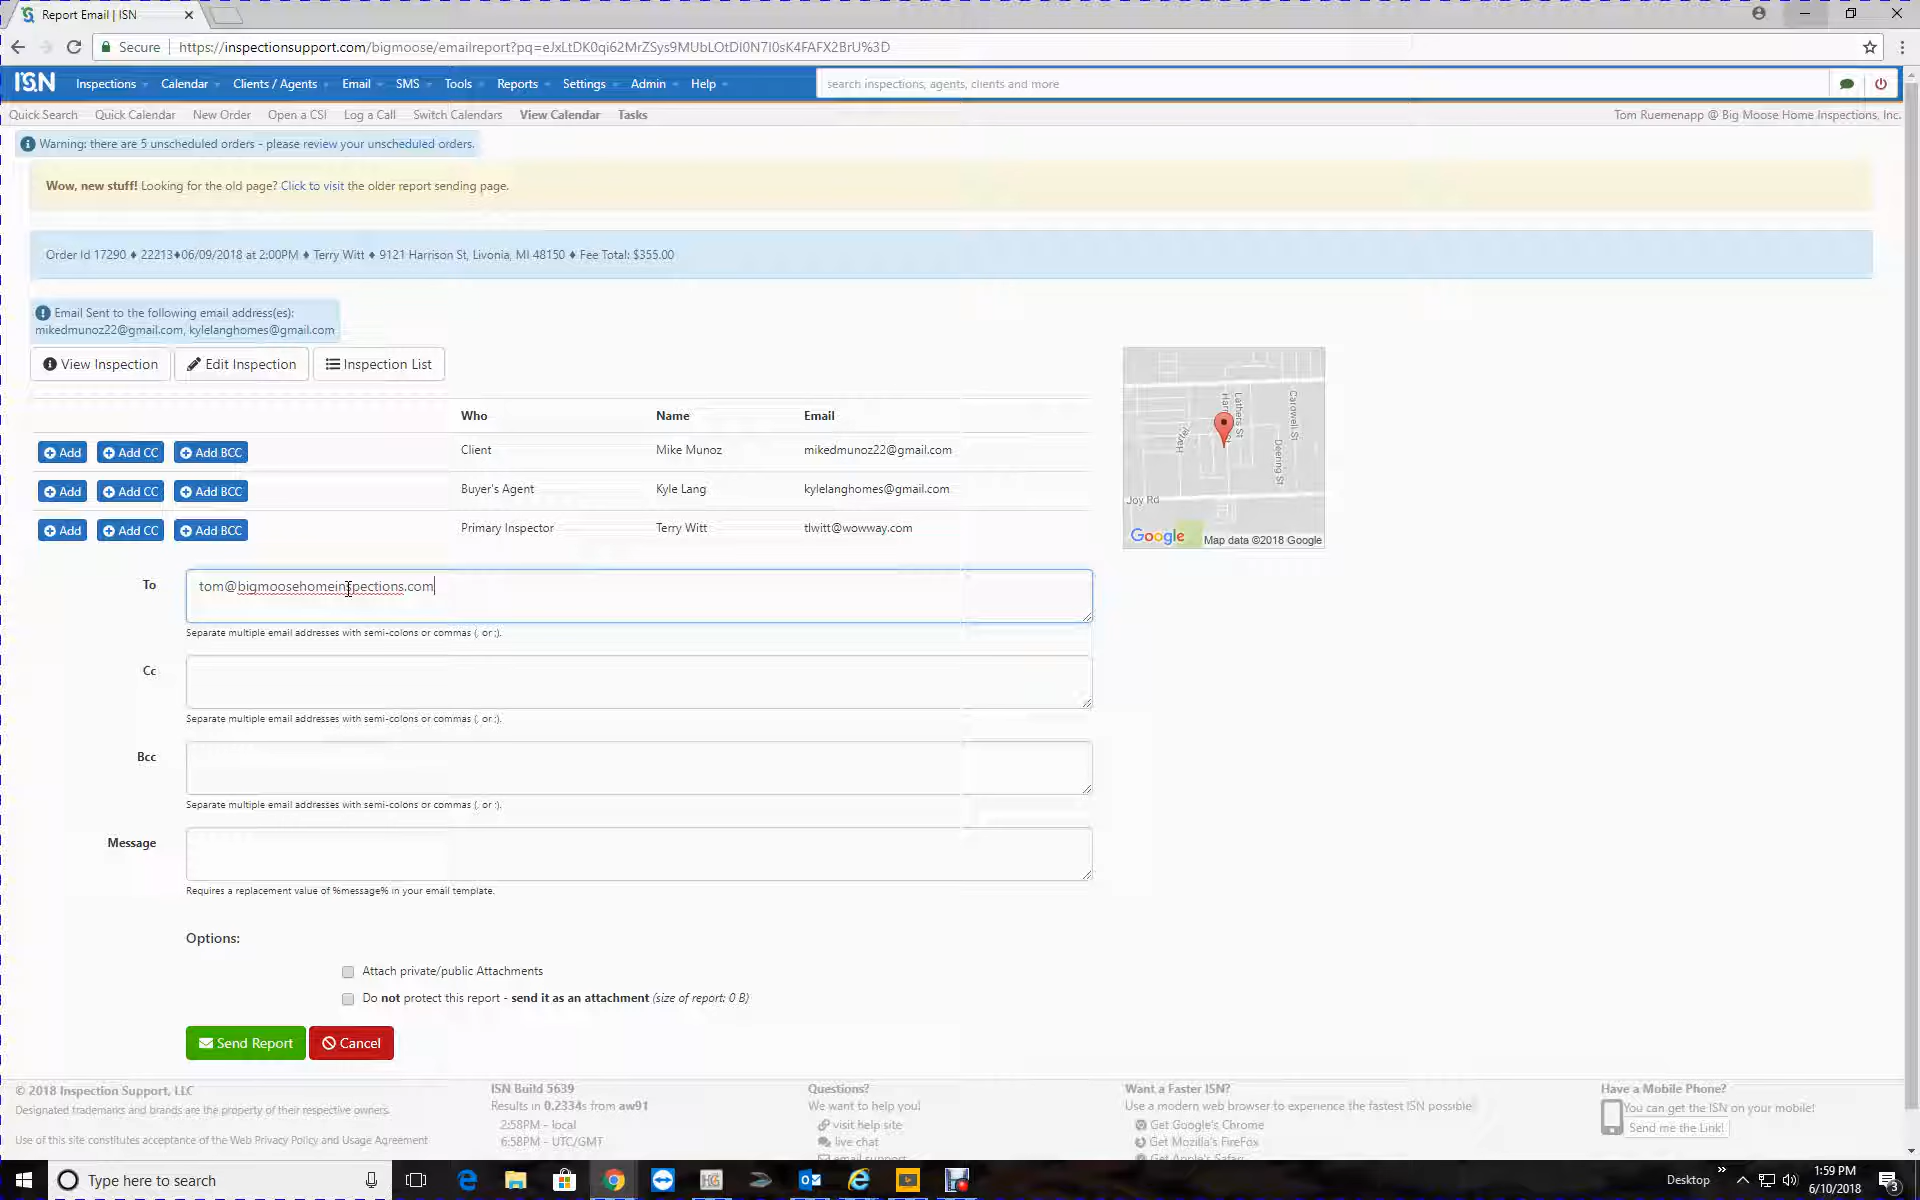 Report Email | ISN
Secure
https://inspectionsupport.com/bigmoose/emailreport?pq=eJxLtDK0qi62MrZSys9MUbLOtDI0N7I0sK4FAFX2BrU%3D
ISN
Inspections
Calendar
Clients / Agents
Email
SMS
Tools
Reports
Settings
Admin
Help
search inspections, agents, clients and more
Quick Search
Quick Calendar
New Order
Open a CSI
Log a Call
Switch Calendars
View Calendar
Tasks
Tom Ruemenapp @ Big Moose Home Inspections, Inc.
Warning: there are 5 unscheduled orders - please review your unscheduled orders.
Wow, new stuff! Looking for the old page? Click to visit the older report sending page.
Order Id 17290 ♦ 22213♦06/09/2018 at 2:00PM ♦ Terry Witt ♦ 9121 Harrison St, Livonia, MI 48150 ♦ Fee Total: $355.00
Email Sent to the following email address(es):
mikedmunoz22@gmail.com, kylelanghomes@gmail.com
View Inspection
Edit Inspection
Inspection List
Who Name Email
Add Add CC Add BCC Client Mike Munoz mikedmunoz22@gmail.com
Add Add CC Add BCC Buyer's Agent Kyle Lang kylelanghomes@gmail.com
Add Add CC Add BCC Primary Inspector Terry Witt tlwitt@wowway.com
Lathers St
Hartel
Carowell St
Deering St
Joy Rd
Google
Map data ©2018 Google
To
tom@bigmoosehomeinspections.com
Separate multiple email addresses with semi-colons or commas (, or ;).
Cc
Separate multiple email addresses with semi-colons or commas (, or ;).
Bcc
Separate multiple email addresses with semi-colons or commas (, or ;).
Message
Requires a replacement value of %message% in your email template.
Options:
Attach private/public Attachments
Do not protect this report - send it as an attachment (size of report: 0 B)
Send Report
Cancel
© 2018 Inspection Support, LLC
Designated trademarks and brands are the property of their respective owners.
Use of this site constitutes acceptance of the Web Privacy Policy and Usage Agreement
ISN Build 5639
Results in 0.2334s from aw91
2:58PM - local
6:58PM - UTC/GMT
Questions?
We want to help you!
visit help site
live chat
email support
Want a Faster ISN?
Use a modern web browser to experience the fastest ISN possible
Get Google's Chrome
Get Mozilla's FireFox
Get Apple's Safari
Have a Mobile Phone?
You can get the ISN on your mobile!
Send me the Link!
Type here to search
Desktop
1:59 PM
6/10/2018
3